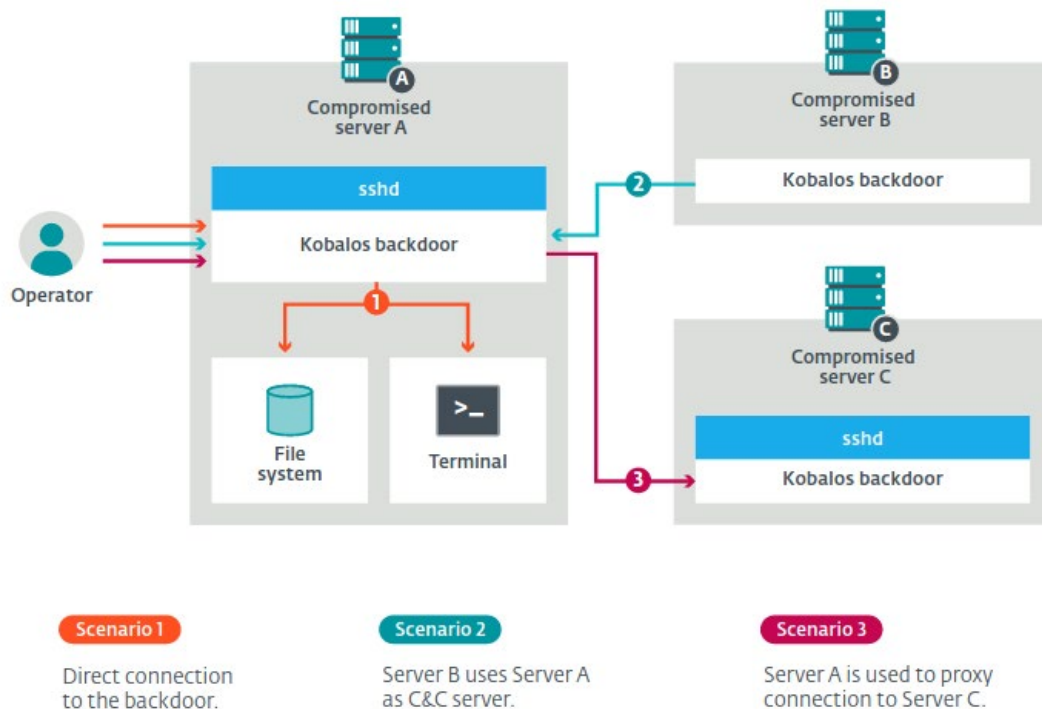 A
Compromised
server A
sshd
Kobalos backdoor
Operator
1
File
system
>_
Terminal
B
Compromised
server B
2
Kobalos backdoor
C
Compromised
server C
sshd
3
Kobalos backdoor
Scenario 1
Direct connection
to the backdoor.
Scenario 2
Server B uses Server A
as C&C server.
Scenario 3
Server A is used to proxy
connection to Server C.